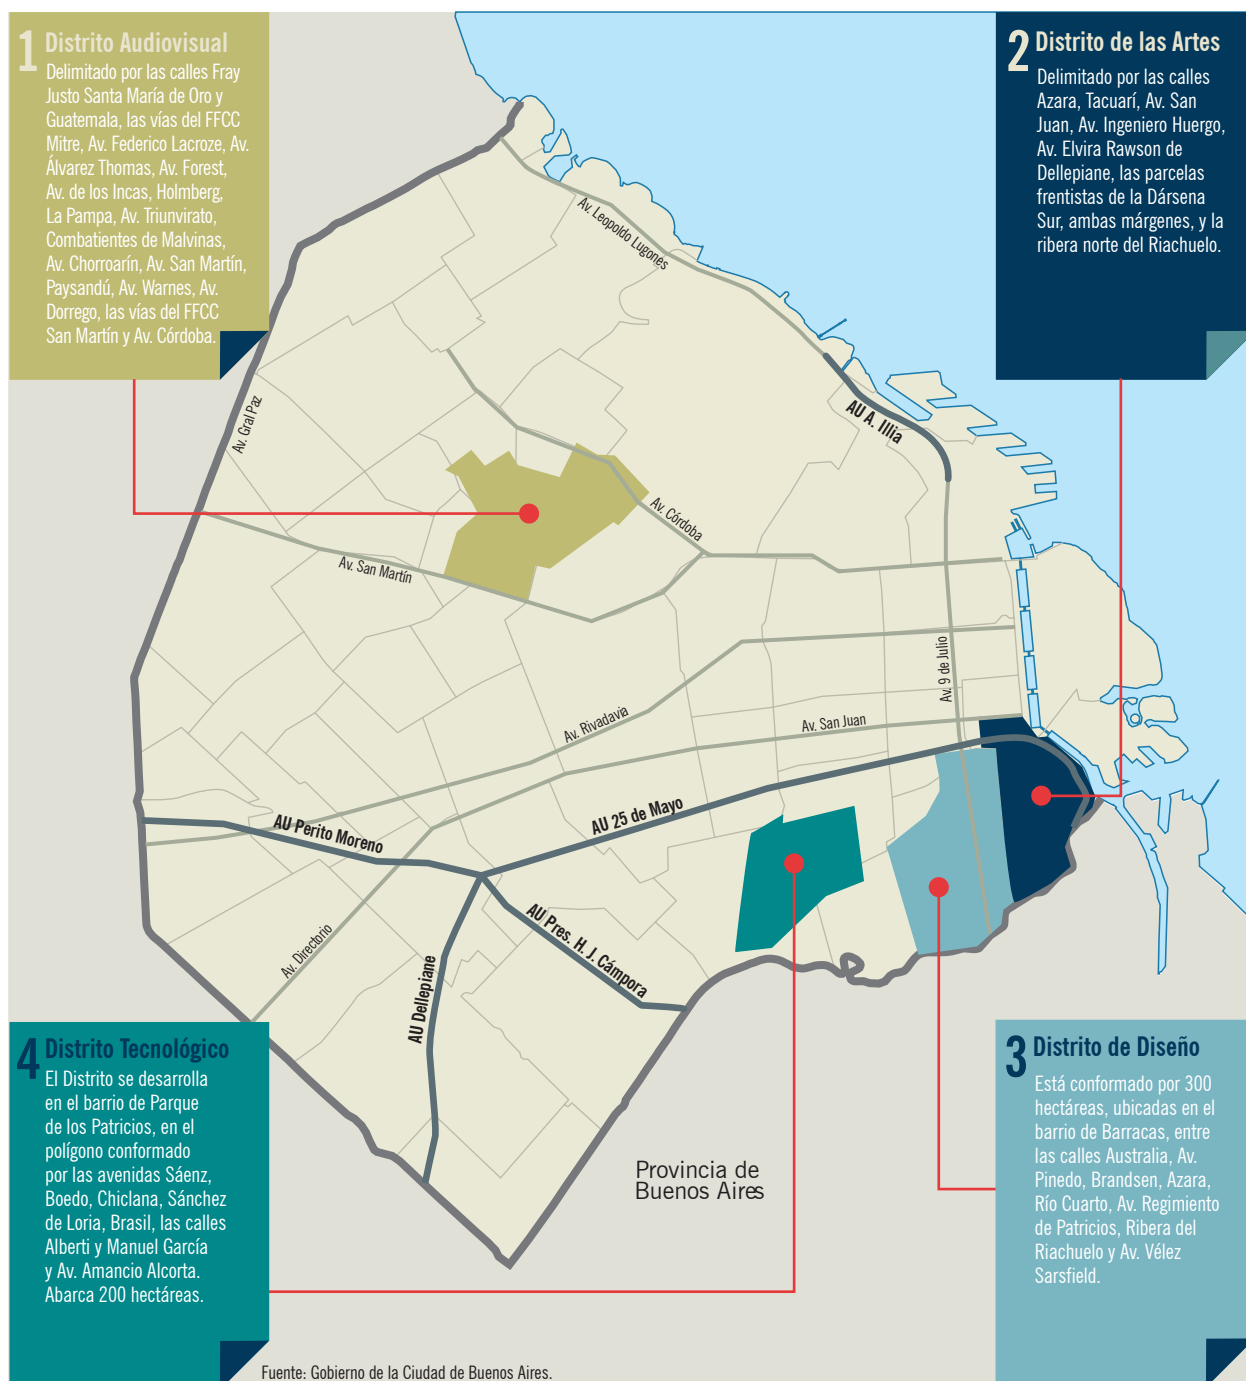 1 Distrito Audiovisual
Delimitado por las calles Fray
Justo Santa María de Oro y
Guatemala, las vías del FFCC
Mitre, Av. Federico Lacroze, Av.
Álvarez Thomas, Av. Forest,
Av. de los Incas, Holmberg,
La Pampa, Av. Triunvirato,
Combatientes de Malvinas,
Av. Chorroarín, Av. San Martín,
Paysandú, Av. Warnes, Av.
Dorrego, las vías del FFCC
San Martín y Av. Córdoba.
2 Distrito de las Artes
Delimitado por las calles
Azara, Tacuarí, Av. San
Juan, Av. Ingeniero Huergo,
Av. Elvira Rawson de
Dellepiane, las parcelas
frentistas de la Dársena
Sur, ambas márgenes, y la
ribera norte del Riachuelo.
Av. Leopoldo Lugones
AU A. Illia
Av. Gral Paz
Av. Córdoba
Av. San Martín
Av. 9 de Julio
Av. Rivadavia
Av. San Juan
AU 25 de Mayo
AU Perito Moreno
AU Pres. H. J. Cámpora
Av. Directorio
AU Dellepiane
4 Distrito Tecnológico
El Distrito se desarrolla
en el barrio de Parque
de los Patricios, en el
polígono conformado
por las avenidas Sáenz,
Boedo, Chiclana, Sánchez
de Loria, Brasil, las calles
Alberti y Manuel García
y Av. Amancio Alcorta.
Abarca 200 hectáreas.
3 Distrito de Diseño
Está conformado por 300
hectáreas, ubicadas en el
barrio de Barracas, entre
las calles Australia, Av.
Pinedo, Brandsen, Azara,
Río Cuarto, Av. Regimiento
de Patricios, Ribera del
Riachuelo y Av. Vélez
Sarsfield.
Provincia de
Buenos Aires
Fuente: Gobierno de la Ciudad de Buenos Aires.